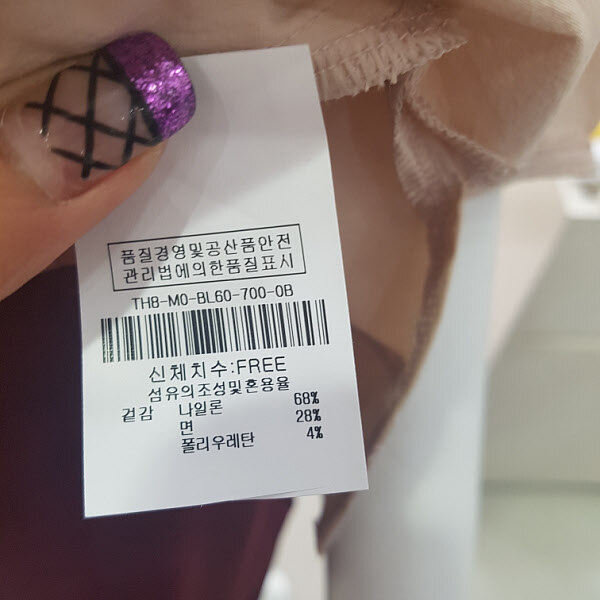 품질경영및공산품안전
관리법에의한품질표시
THB-MO-BL60-700-OB
신체치수:FREE
섬유의조성및혼용율
겉감 나일론 68%
면 28%
폴리우레탄 4%